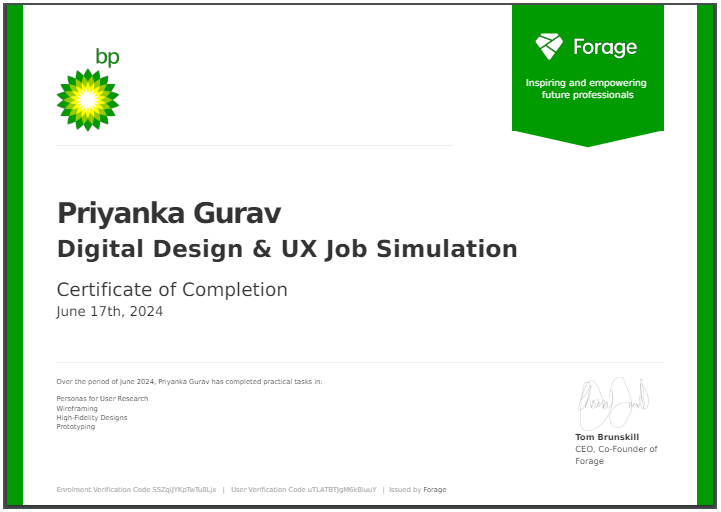 bp
Forage
Inspiring and empowering
future professionals
Priyanka Gurav
Digital Design & UX Job Simulation
Certificate of Completion
June 17th, 2024
Over the period of June 2024, Priyanka Gurav has completed practical tasks in:
Personas for User Research
Wireframing
High-Fidelity Designs
Prototyping
Tom Brunskill
CEO, Co-Founder of
Forage
Enrolment Verification Code | User Verification Code | Issued by Forage